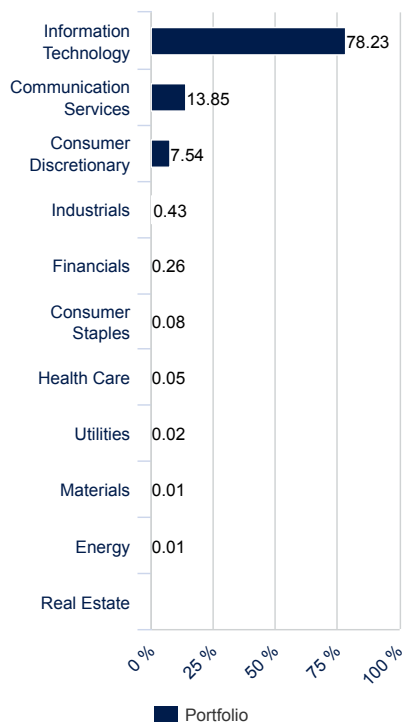 Information
Technology
78.23
Communication
Services
13.85
Consumer
Discretionary
7.54
Industrials
0.43
Financials
0.26
Consumer
Staples
0.08
Health Care
0.05
Utilities
0.02
Materials
0.01
Energy
0.01
Real Estate
0 %
25 %
50 %
75 %
100 %
Portfolio